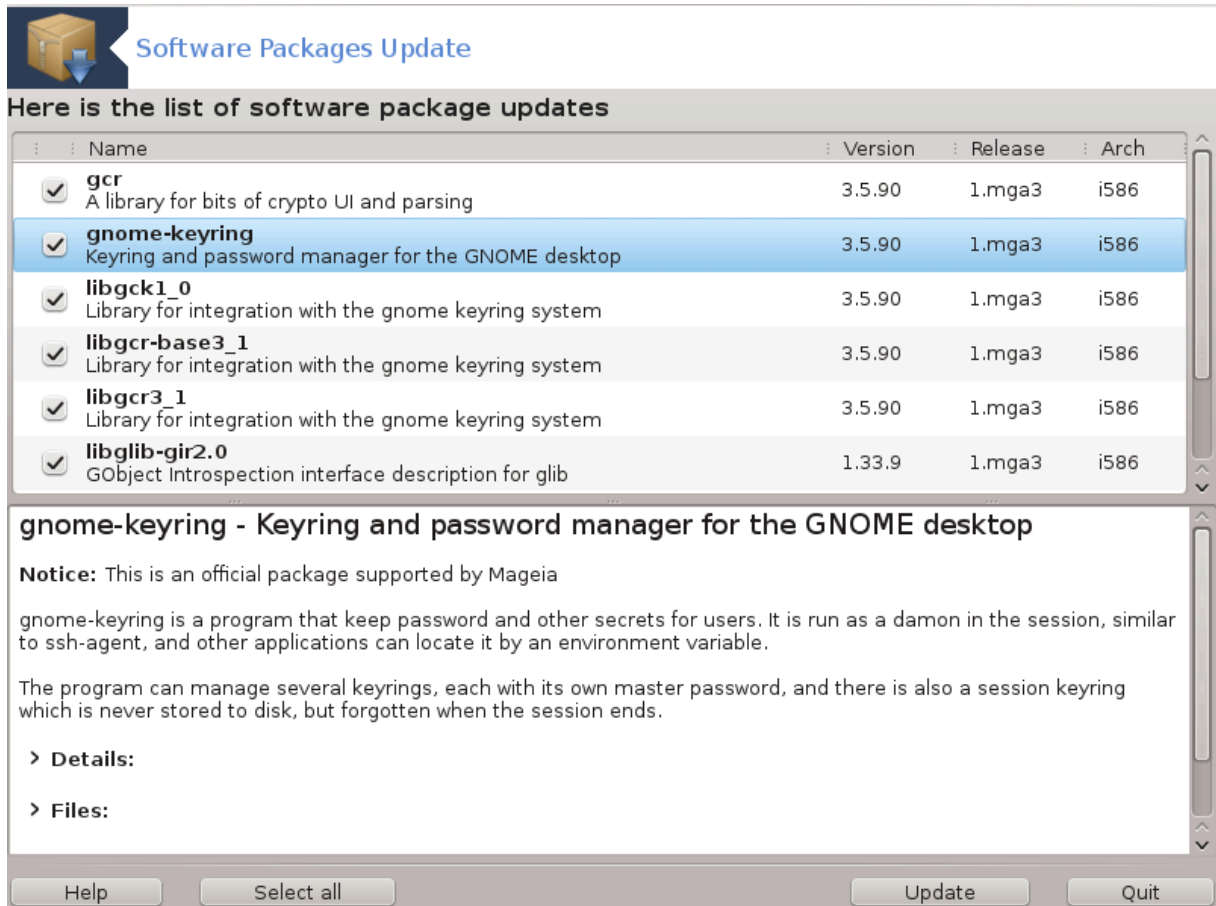 Software Packages Update
Here is the list of software package updates
Name Version Release Arch
gcr
A library for bits of crypto UI and parsing 3.5.90 1.mga3 i586
gnome-keyring
Keyring and password manager for the GNOME desktop 3.5.90 1.mga3 i586
libgck1_0
Library for integration with the gnome keyring system 3.5.90 1.mga3 i586
libgcr-base3_1
Library for integration with the gnome keyring system 3.5.90 1.mga3 i586
libgcr3_1
Library for integration with the gnome keyring system 3.5.90 1.mga3 i586
libglib-gir2.0
GObject Introspection interface description for glib 1.33.9 1.mga3 i586
gnome-keyring - Keyring and password manager for the GNOME desktop
Notice: This is an official package supported by Mageia
gnome-keyring is a program that keep password and other secrets for users. It is run as a damon in the session, similar
to ssh-agent, and other applications can locate it by an environment variable.
The program can manage several keyrings, each with its own master password, and there is also a session keyring
which is never stored to disk, but forgotten when the session ends.
Details:
Files:
Help Select all Update Quit